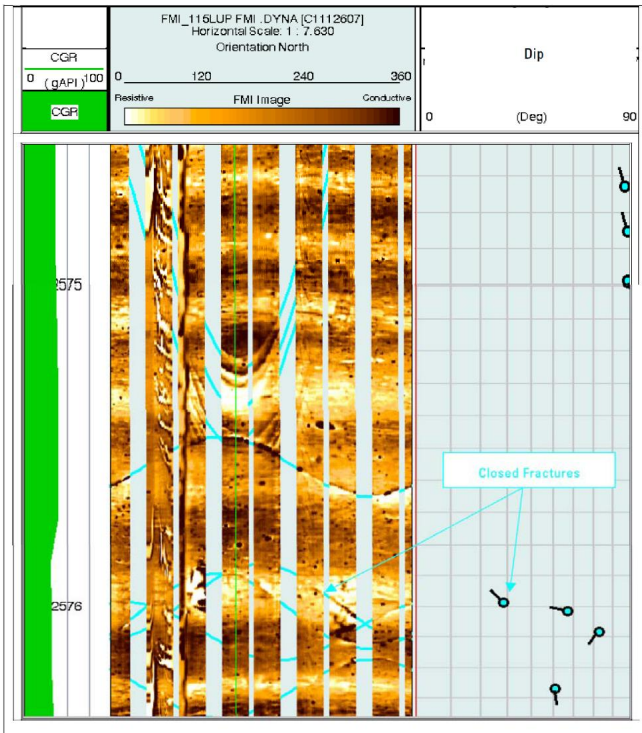 FMI_115LUP FMI .DYNA [C1112607]
Horizontal Scale: 1 : 7.630
Orientation North
CGR
0 ( gAPI ) 100
CGR
0 120 240 360
Resistive FMI Image Conductive
Dip
0 (Deg) 90
2575
Closed Fractures
2576